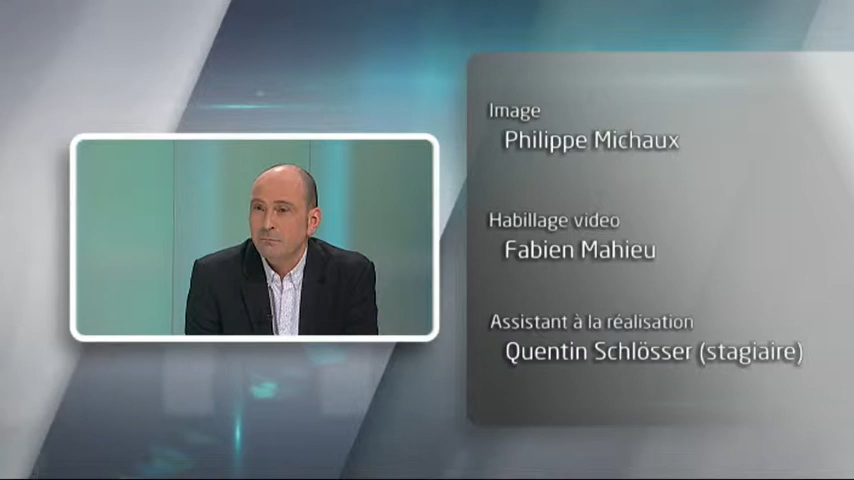 Image
Philippe Michaux
Habillage video
Fabien Mahieu
Assistant à la réalisation
Quentin Schlösser (stagiaire)